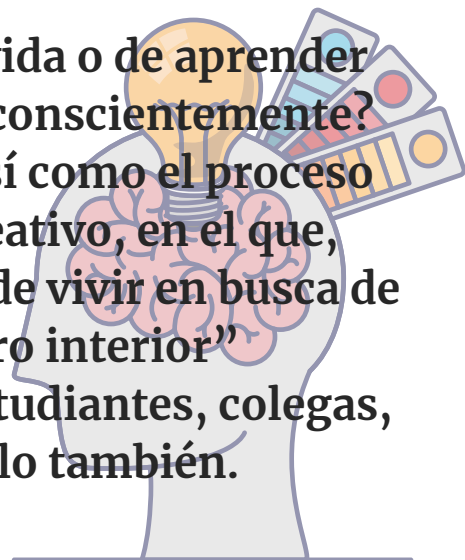 vida o de aprender
conscientemente?
sí como el proceso
eativo, en el que,
de vivir en busca de
ro interior”
tudiantes, colegas,
lo también.